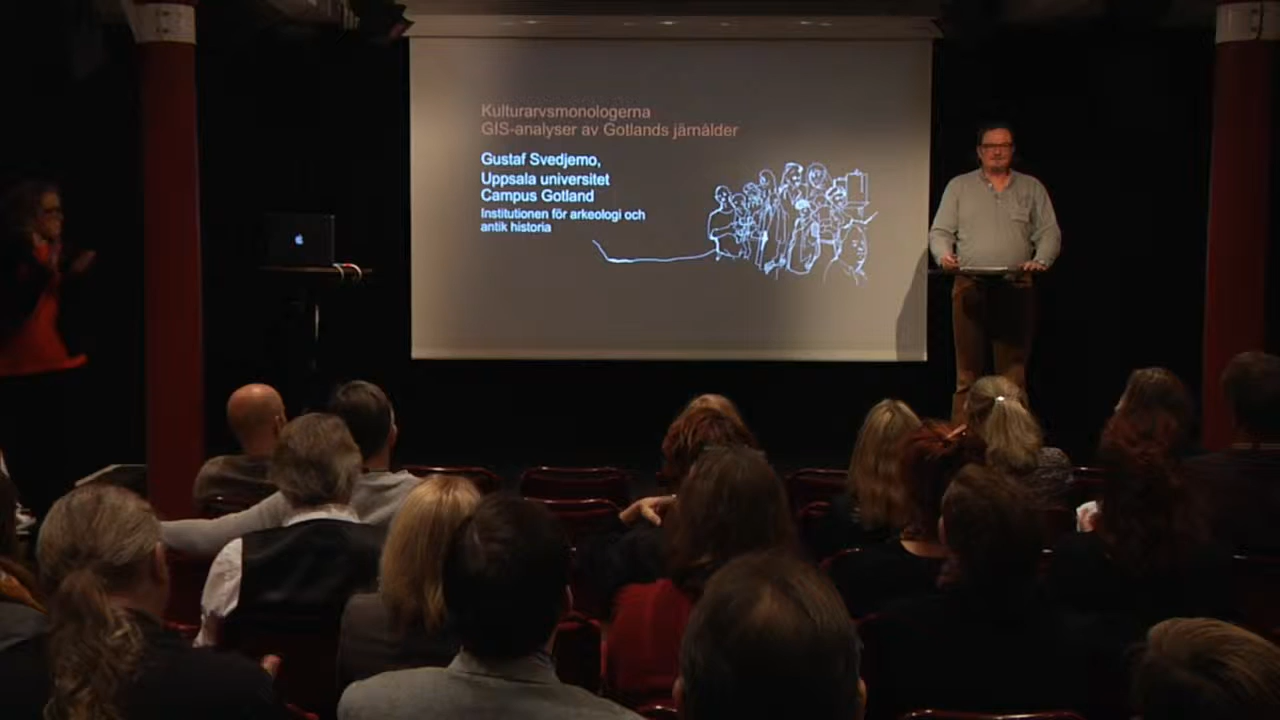 Kulturarvsmonologerna
GIS-analyser av Gotlands järnålder
Gustaf Svedjemo,
Uppsala universitet
Campus Gotland
Institutionen för arkeologi och
antik historia